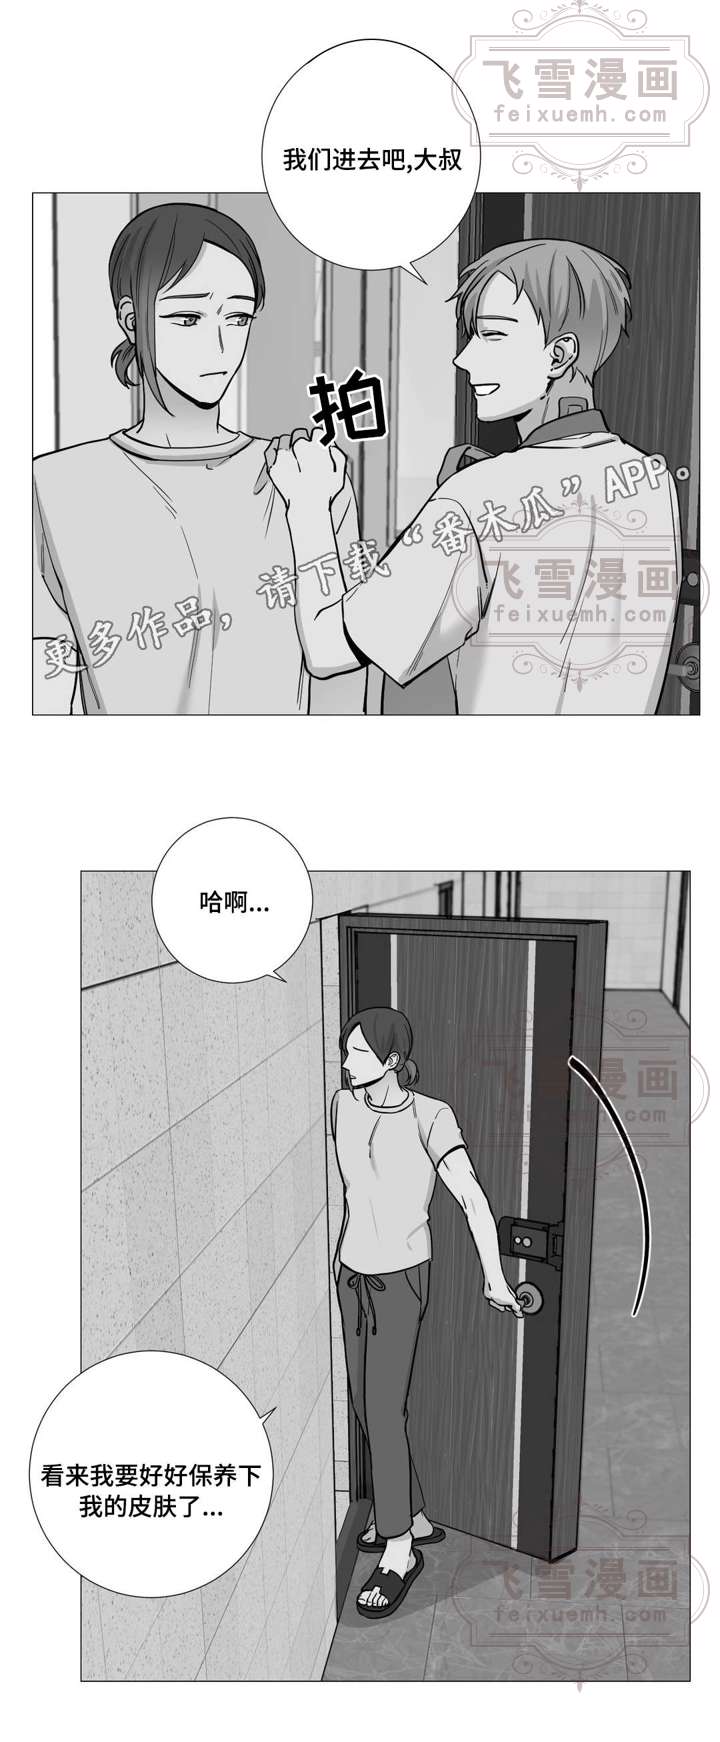 飞雪漫画
feixuemh.com
我们进去吧,大叔
拍
更多作品，请下载“番木瓜”APP。
飞雪漫画
feixuemh.com
哈啊...
飞雪漫画
feixuemh.com
看来我要好好保养下
我的皮肤了...
飞雪漫画
feixuemh.com